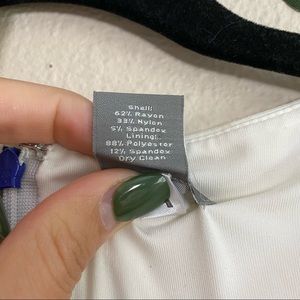 Shell:
62% Rayon
33% Nylon
5% Spandex
Lining:
88% Polyester
12% Spandex
Dry Clean